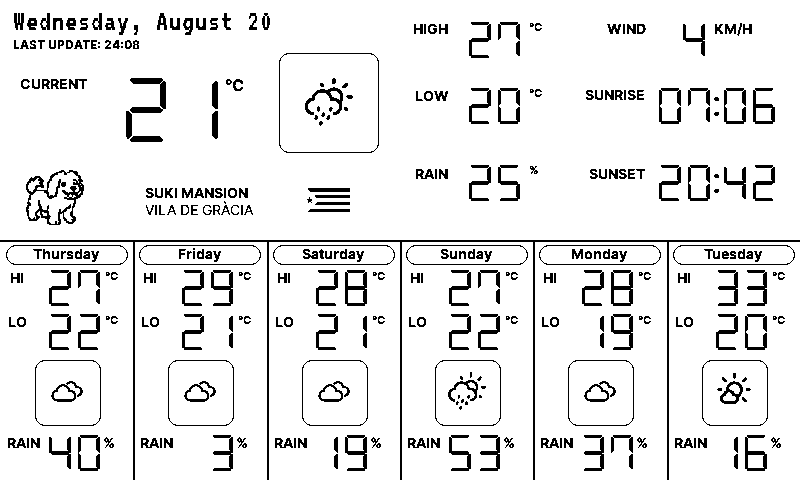 Wednesday, August 20
LAST UPDATE: 24:08
CURRENT 21 °C
SUKI MANSION
VILA DE GRÀCIA
HIGH 27 °C
WIND 4 KM/H
LOW 20 °C
SUNRISE 07:06
RAIN 25 %
SUNSET 20:42
Thursday
HI 27 °C
LO 22 °C
RAIN 40 %
Friday
HI 29 °C
LO 21 °C
RAIN 3 %
Saturday
HI 28 °C
LO 21 °C
RAIN 19 %
Sunday
HI 27 °C
LO 22 °C
RAIN 53 %
Monday
HI 28 °C
LO 19 °C
RAIN 37 %
Tuesday
HI 33 °C
LO 20 °C
RAIN 16 %